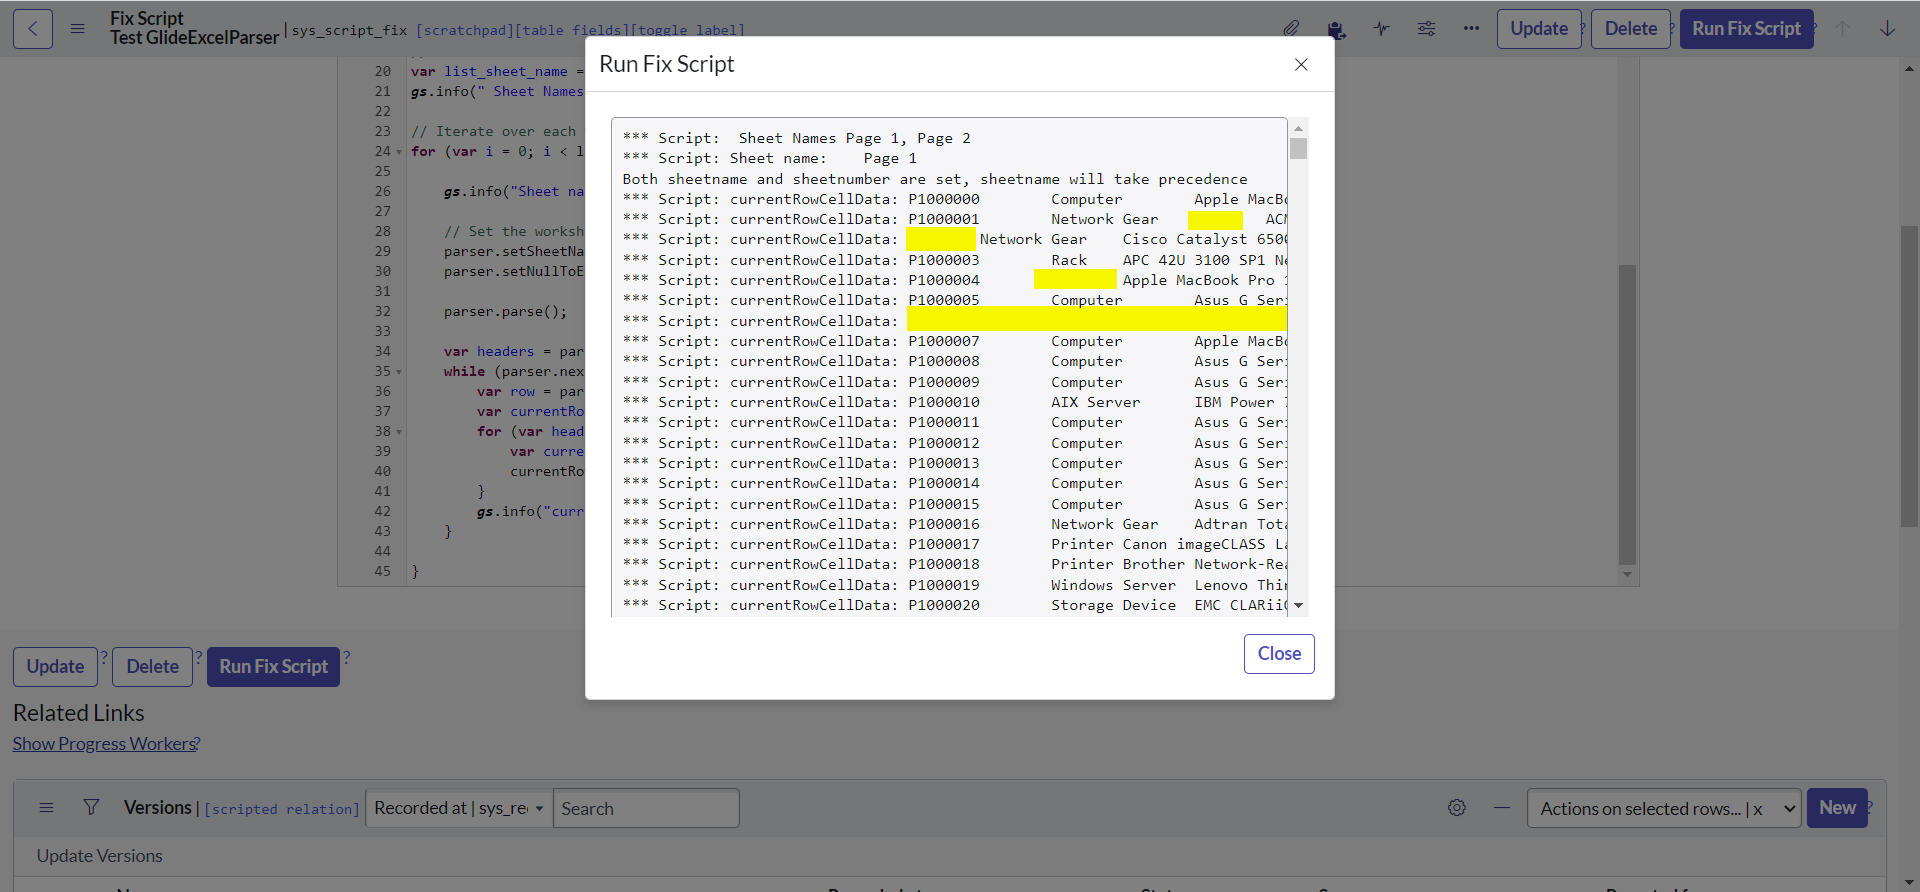 Fix Script
Test GlideExcelParser | sys_script_fix [scratchpad][table fields][toggle label]
Update ? Delete ? Run Fix Script ?
20 var list_sheet_name =
21 gs.info(" Sheet Names
22
23 // Iterate over each
24 for (var i = 0; i < l
25
26 gs.info("Sheet na
27
28 // Set the worksh
29 parser.setSheetNa
30 parser.setNullToE
31
32 parser.parse();
33
34 var headers = par
35 while (parser.nex
36 var row = par
37 var currentRo
38 for (var head
39 var curre
40 currentRo
41 }
42 gs.info("curr
43 }
44
45 }
Run Fix Script
*** Script:  Sheet Names Page 1, Page 2
*** Script: Sheet name:    Page 1
Both sheetname and sheetnumber are set, sheetname will take precedence
*** Script: currentRowCellData: P1000000 Computer Apple MacBo
*** Script: currentRowCellData: P1000001 Network Gear ACM
*** Script: currentRowCellData: Network Gear Cisco Catalyst 6500
*** Script: currentRowCellData: P1000003 Rack APC 42U 3100 SP1 Ne
*** Script: currentRowCellData: P1000004 Apple MacBook Pro 1
*** Script: currentRowCellData: P1000005 Computer Asus G Seri
*** Script: currentRowCellData:
*** Script: currentRowCellData: P1000007 Computer Apple MacBo
*** Script: currentRowCellData: P1000008 Computer Asus G Seri
*** Script: currentRowCellData: P1000009 Computer Asus G Seri
*** Script: currentRowCellData: P1000010 AIX Server IBM Power 7
*** Script: currentRowCellData: P1000011 Computer Asus G Seri
*** Script: currentRowCellData: P1000012 Computer Asus G Seri
*** Script: currentRowCellData: P1000013 Computer Asus G Seri
*** Script: currentRowCellData: P1000014 Computer Asus G Seri
*** Script: currentRowCellData: P1000015 Computer Asus G Seri
*** Script: currentRowCellData: P1000016 Network Gear Adtran Tota
*** Script: currentRowCellData: P1000017 Printer Canon imageCLASS La
*** Script: currentRowCellData: P1000018 Printer Brother Network-Rea
*** Script: currentRowCellData: P1000019 Windows Server Lenovo Thin
*** Script: currentRowCellData: P1000020 Storage Device EMC CLARiiO
Close
Update ? Delete ? Run Fix Script ?
Related Links
Show Progress Workers?
Versions | [scripted relation] Recorded at | sys_re Search Actions on selected rows... | x New ?
Update Versions